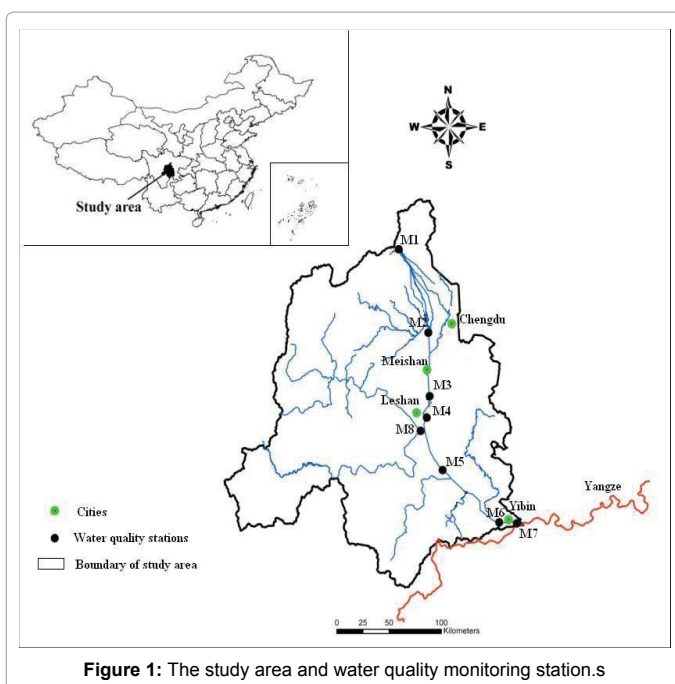 Study area
N
W E
S
M1
Chengdu
M2
Meishan
M3
Leshan
M4
M8
M5
Yangze
Cities
M6 Yibin
Water quality stations
M7
Boundary of study area
0 25 50 100
Kilometers
Figure 1: The study area and water quality monitoring station.s